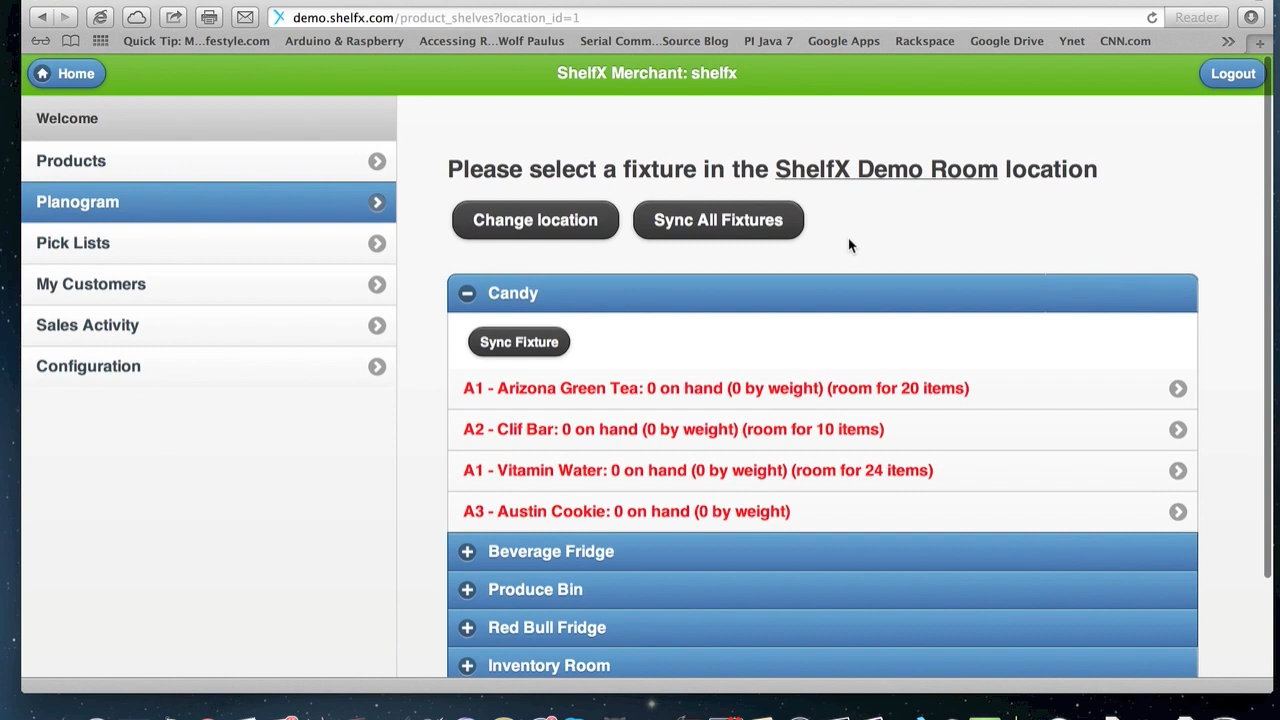 demo.shelfx.com/product_shelves?location_id=1
Reader
Quick Tip: M...festyle.com Arduino & Raspberry Accessing R...Wolf Paulus Serial Comm...Source Blog PI Java 7 Google Apps Rackspace Google Drive Ynet CNN.com
Home
ShelfX Merchant: shelfx
Logout
Welcome
Products
Planogram
Pick Lists
My Customers
Sales Activity
Configuration
Please select a fixture in the ShelfX Demo Room location
Change location
Sync All Fixtures
Candy
Sync Fixture
A1 - Arizona Green Tea: 0 on hand (0 by weight) (room for 20 items)
A2 - Clif Bar: 0 on hand (0 by weight) (room for 10 items)
A1 - Vitamin Water: 0 on hand (0 by weight) (room for 24 items)
A3 - Austin Cookie: 0 on hand (0 by weight)
Beverage Fridge
Produce Bin
Red Bull Fridge
Inventory Room